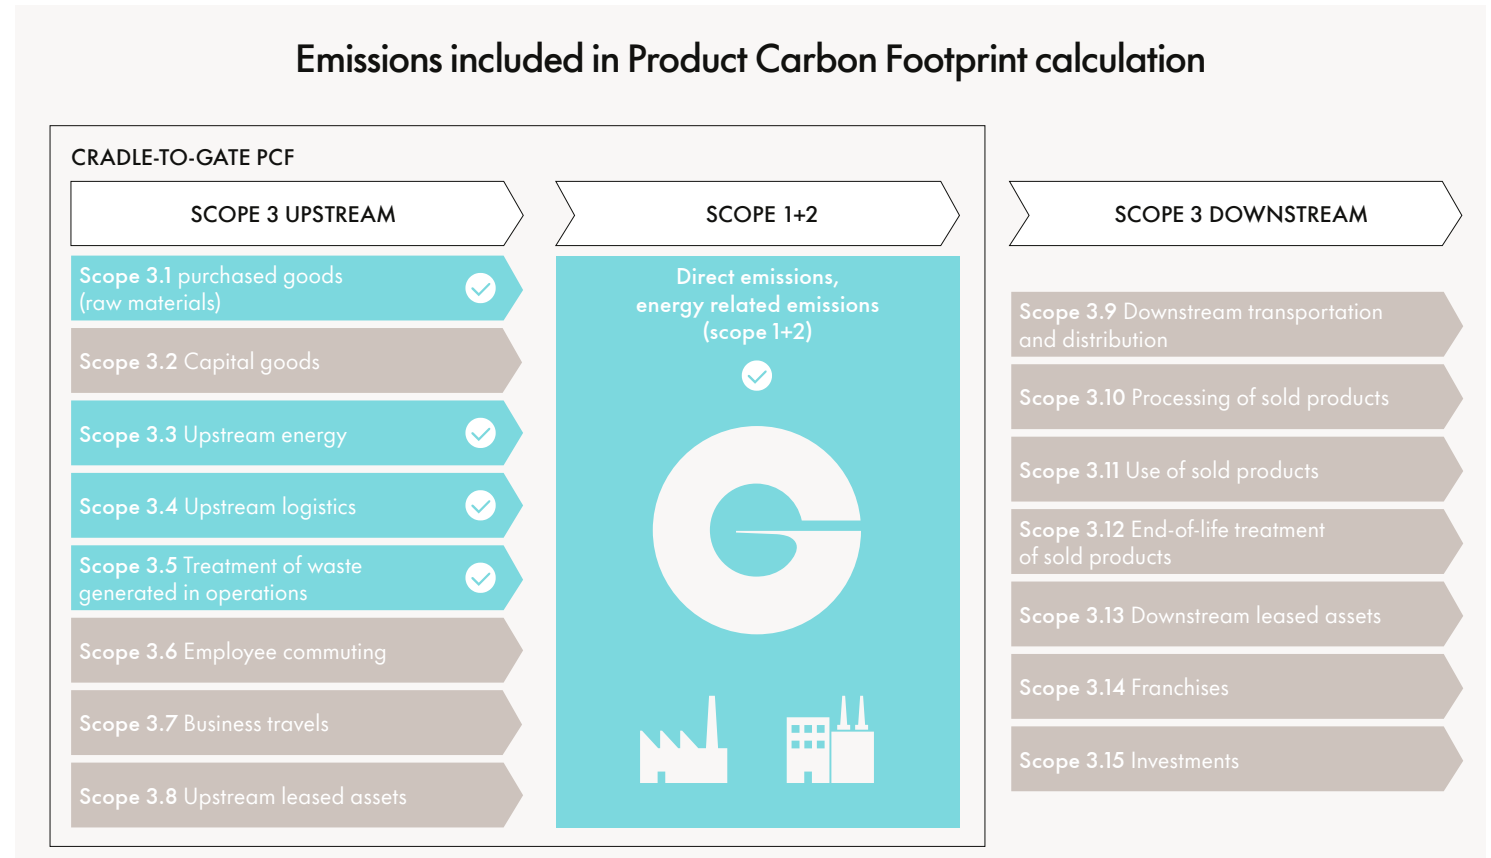 Emissions included in Product Carbon Footprint calculation
CRADLE-TO-GATE PCF
SCOPE 3 UPSTREAM
Scope 3.1 purchased goods
(raw materials)
Scope 3.2 Capital goods
Scope 3.3 Upstream energy
Scope 3.4 Upstream logistics
Scope 3.5 Treatment of waste
generated in operations
Scope 3.6 Employee commuting
Scope 3.7 Business travels
Scope 3.8 Upstream leased assets
SCOPE 1+2
Direct emissions,
energy related emissions
(scope 1+2)
SCOPE 3 DOWNSTREAM
Scope 3.9 Downstream transportation
and distribution
Scope 3.10 Processing of sold products
Scope 3.11 Use of sold products
Scope 3.12 End-of-life treatment
of sold products
Scope 3.13 Downstream leased assets
Scope 3.14 Franchises
Scope 3.15 Investments